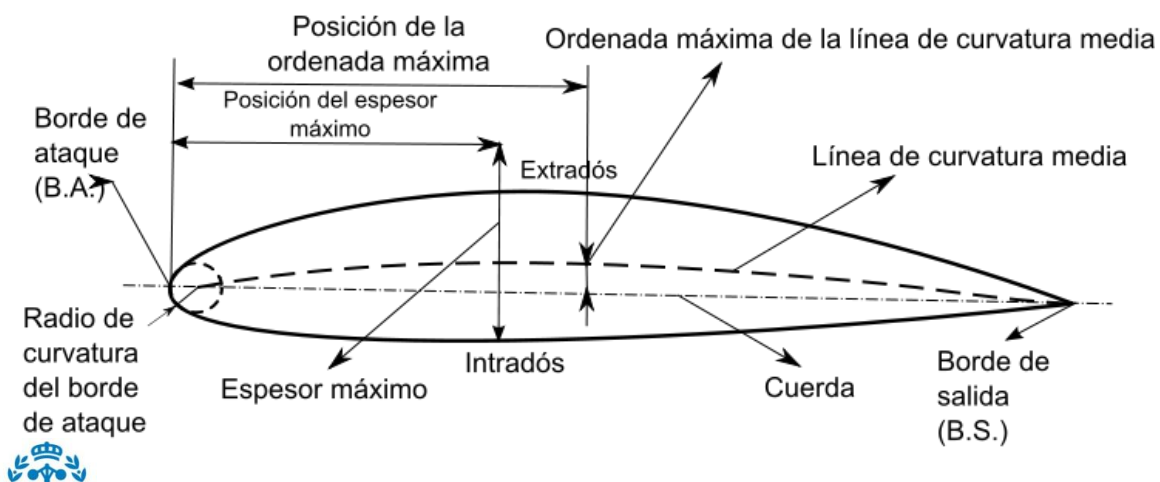 Posición de la
ordenada máxima
Ordenada máxima de la línea de curvatura media
Posición del espesor
máximo
Borde de
ataque
(B.A.)
Extradós
Línea de curvatura media
Radio de
curvatura
del borde
de ataque
Espesor máximo
Intradós
Cuerda
Borde de
salida
(B.S.)